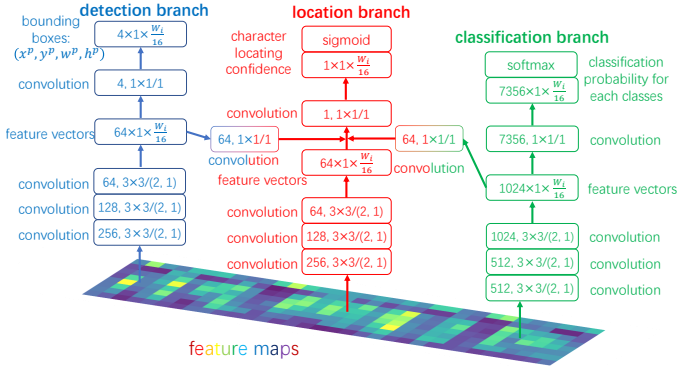 detection branch
bounding
boxes:
(x^p, y^p, w^p, h^p)
4×1×W_i/16
convolution
4, 1×1/1
feature vectors
64×1×W_i/16
64, 1×1/1
convolution
convolution
64, 3×3/(2, 1)
convolution
128, 3×3/(2, 1)
convolution
256, 3×3/(2, 1)
location branch
character
locating
confidence
sigmoid
1×1×W_i/16
convolution
1, 1×1/1
64, 1×1/1
convolution
feature vectors
64×1×W_i/16
convolution
64, 3×3/(2, 1)
convolution
128, 3×3/(2, 1)
convolution
256, 3×3/(2, 1)
classification branch
softmax
7356×1×W_i/16
classification
probability for
each classes
7356, 1×1/1
convolution
1024×1×W_i/16
feature vectors
1024, 3×3/(2, 1)
convolution
512, 3×3/(2, 1)
convolution
512, 3×3/(2, 1)
convolution
feature maps